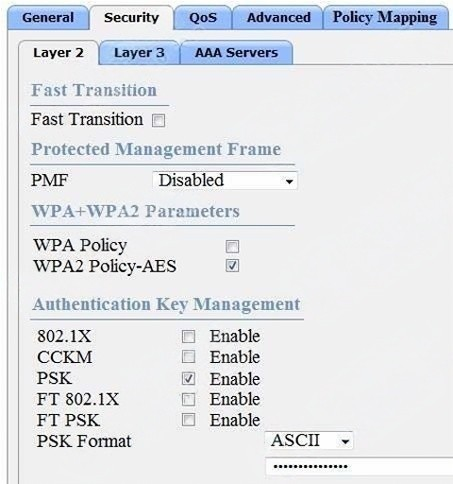 General Security QoS Advanced Policy Mapping
Layer 2 Layer 3 AAA Servers
Fast Transition
Fast Transition
Protected Management Frame
PMF Disabled
WPA+WPA2 Parameters
WPA Policy
WPA2 Policy-AES
Authentication Key Management
802.1X Enable
CCKM Enable
PSK Enable
FT 802.1X Enable
FT PSK Enable
PSK Format ASCII
•••••••••••••••